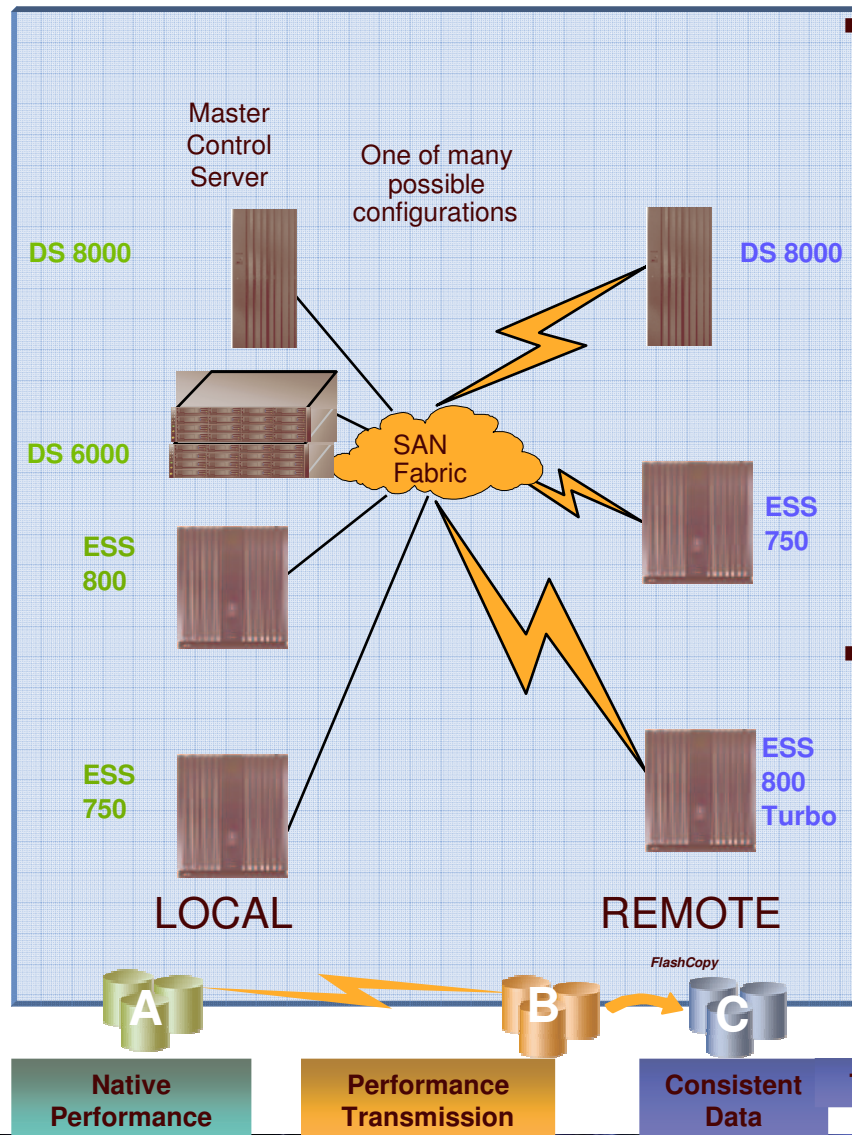 Master
Control
Server
One of many
possible
configurations
DS 8000
DS 8000
DS 6000
SAN
Fabric
ESS
800
ESS
750
ESS
750
ESS
800
Turbo
LOCAL
REMOTE
FlashCopy
A
B
C
Native
Performance
Performance
Transmission
Consistent
Data